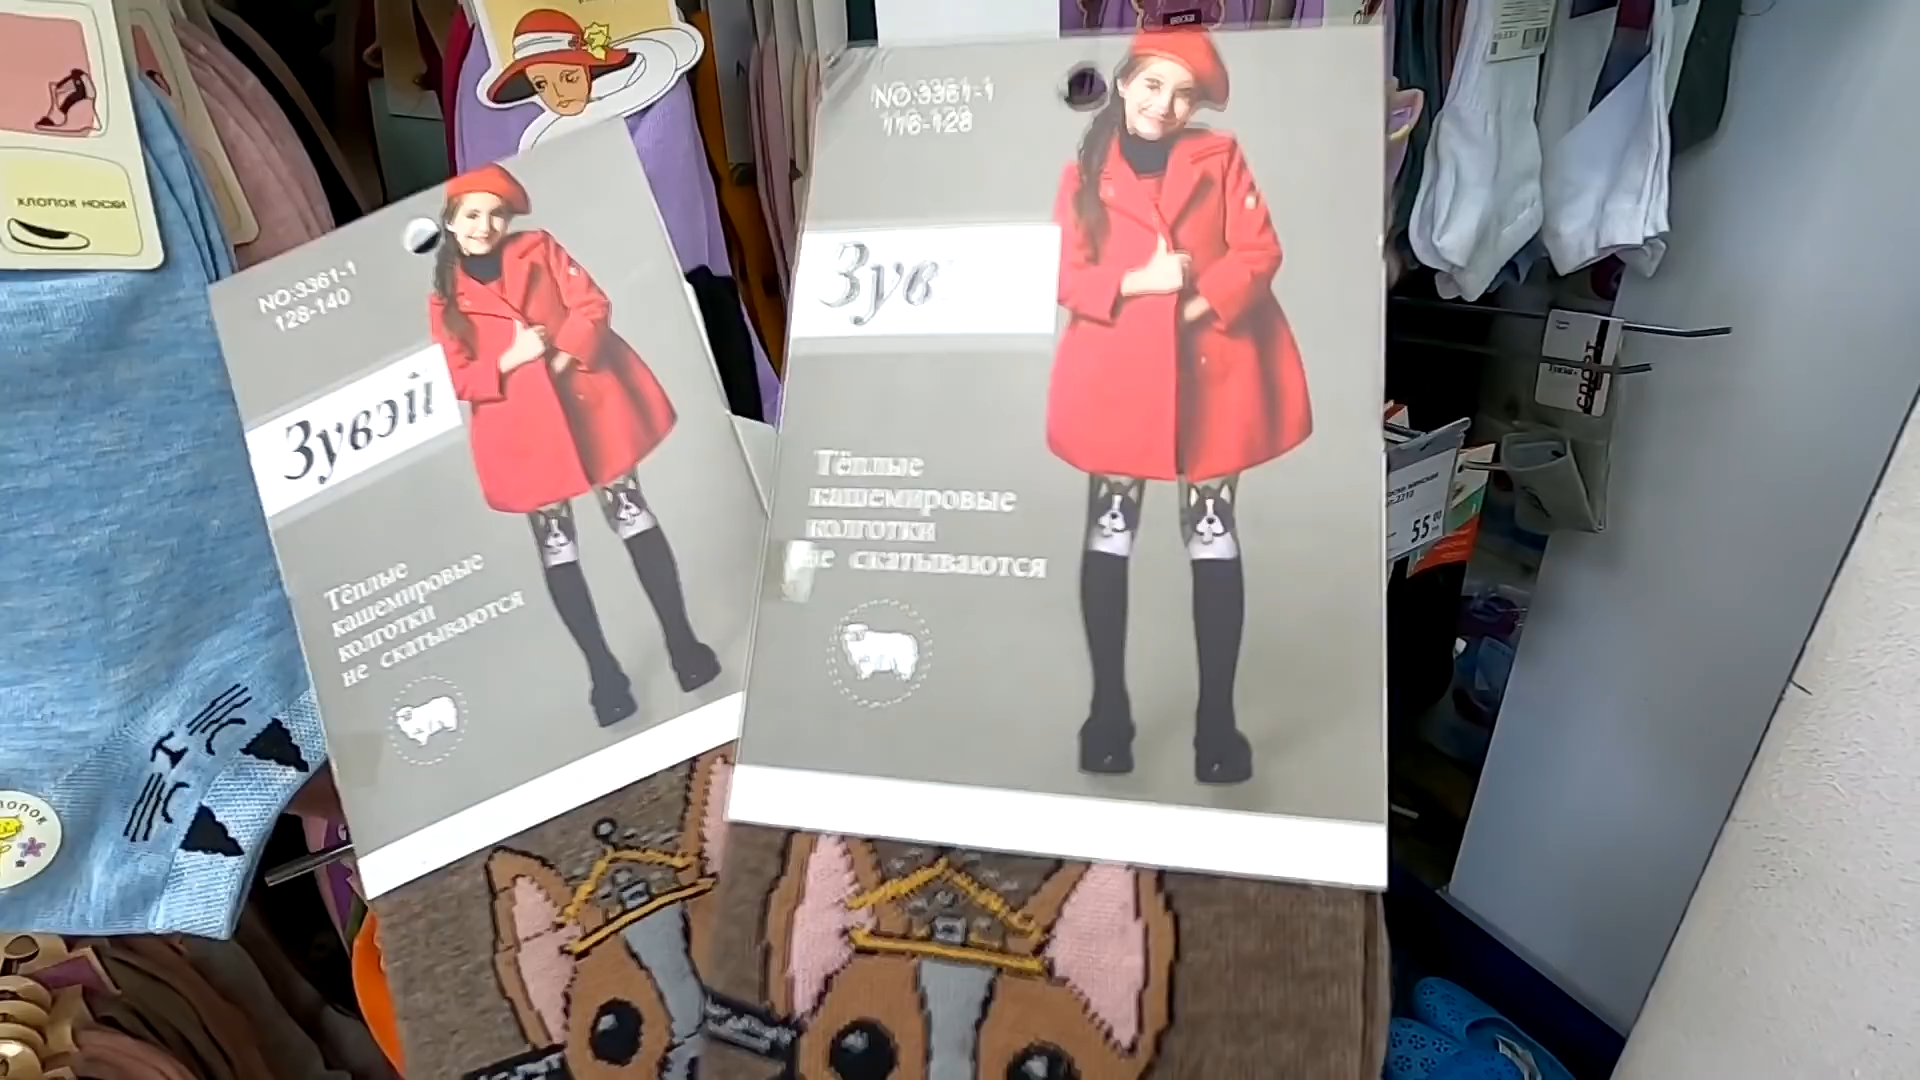 ХЛОПОК НОСКИ
NO:3361-1
128-140
Зувэй
Тёплые
кашемировые
колготки
не скатываются
NO:3361-1
116-128
Зув
Тёплые
кашемировые
колготки
не скатываются
55
СПОРТ